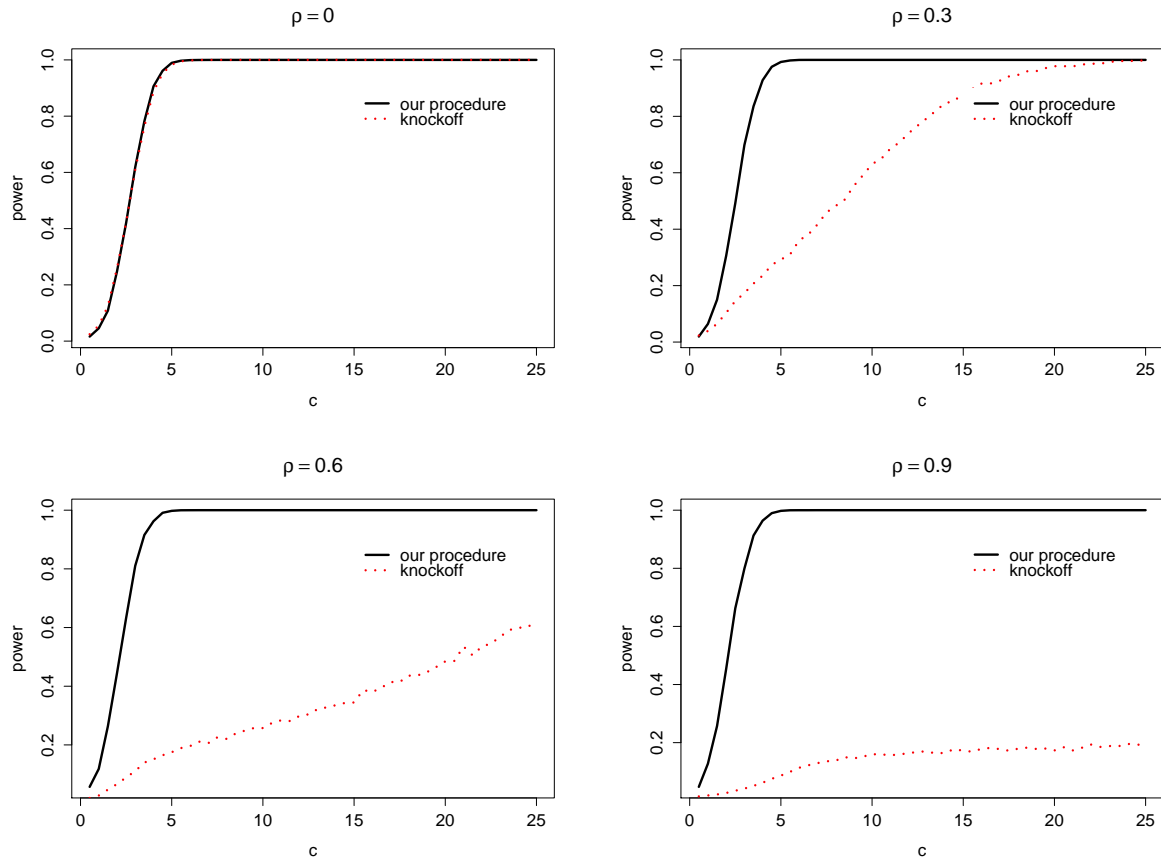 ρ = 0
power
0.0 0.2 0.4 0.6 0.8 1.0
our procedure
knockoff
0 5 10 15 20 25
c
ρ = 0.3
power
0.0 0.2 0.4 0.6 0.8 1.0
our procedure
knockoff
0 5 10 15 20 25
c
ρ = 0.6
power
0.2 0.4 0.6 0.8 1.0
our procedure
knockoff
0 5 10 15 20 25
c
ρ = 0.9
power
0.2 0.4 0.6 0.8 1.0
our procedure
knockoff
0 5 10 15 20 25
c